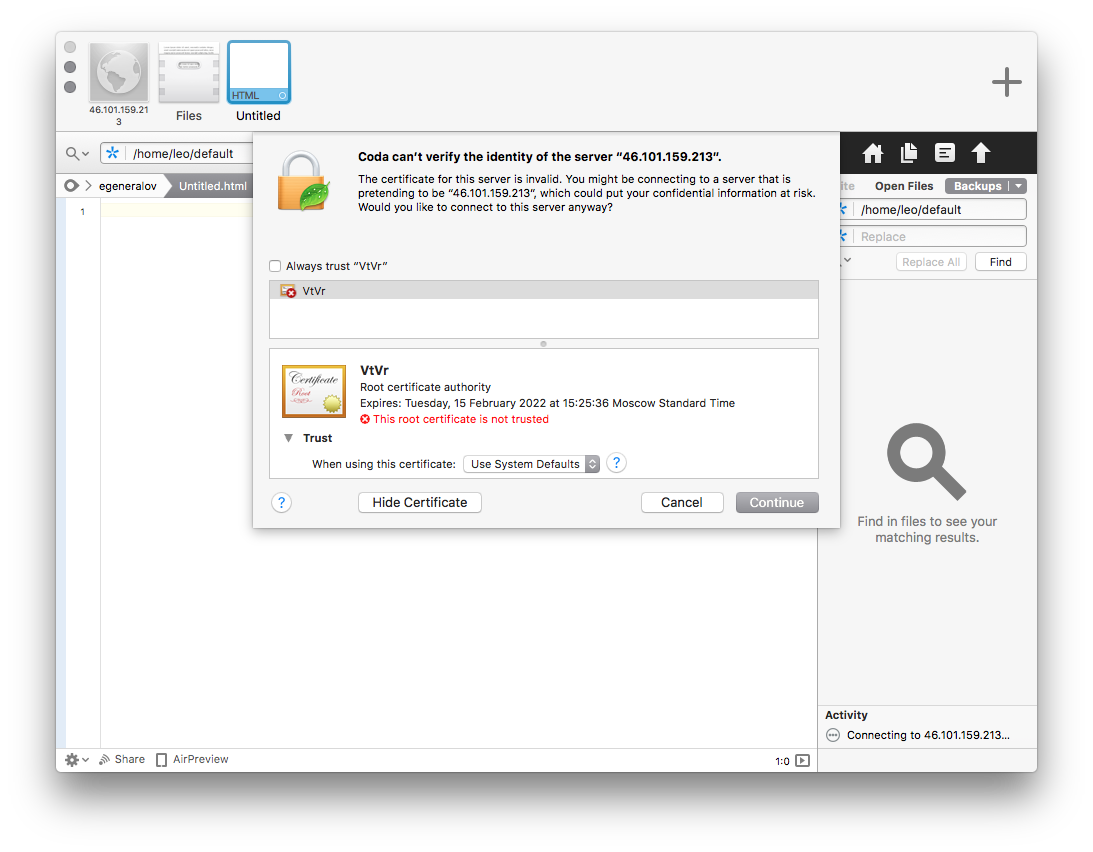 46.101.159.21
3
Files
HTML
Untitled
/home/leo/default
egeneralov
Untitled.html
1
Coda can’t verify the identity of the server “46.101.159.213”.
The certificate for this server is invalid. You might be connecting to a server that is
pretending to be “46.101.159.213”, which could put your confidential information at risk.
Would you like to connect to this server anyway?
Always trust “VtVr”
VtVr
Certificate
Root
VtVr
Root certificate authority
Expires: Tuesday, 15 February 2022 at 15:25:36 Moscow Standard Time
This root certificate is not trusted
Trust
When using this certificate:
Use System Defaults
?
?
Hide Certificate
Cancel
Continue
Open Files
Backups
/home/leo/default
Replace
Replace All
Find
Find in files to see your
matching results.
Activity
Connecting to 46.101.159.213...
Share
AirPreview
1:0